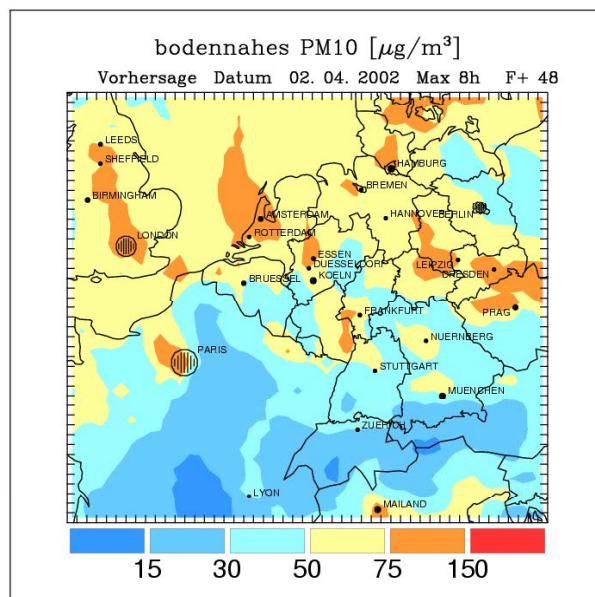 bodennahes PM10 [µg/m³]
Vorhersage Datum 02. 04. 2002 Max 8h F+ 48
LEEDS
SHEFFIELD
HAMBURG
BREMEN
BIRMINGHAM
AMSTERDAM
HANNOVER
BERLIN
LONDON
ROTTERDAM
ESSEN
DUESSELDORF
LEIPZIG
KOELN
DRESDEN
BRUESSEL
PRAG
FRANKFURT
NUERNBERG
PARIS
STUTTGART
MUENCHEN
ZUERICH
LYON
MAILAND
15 30 50 75 150